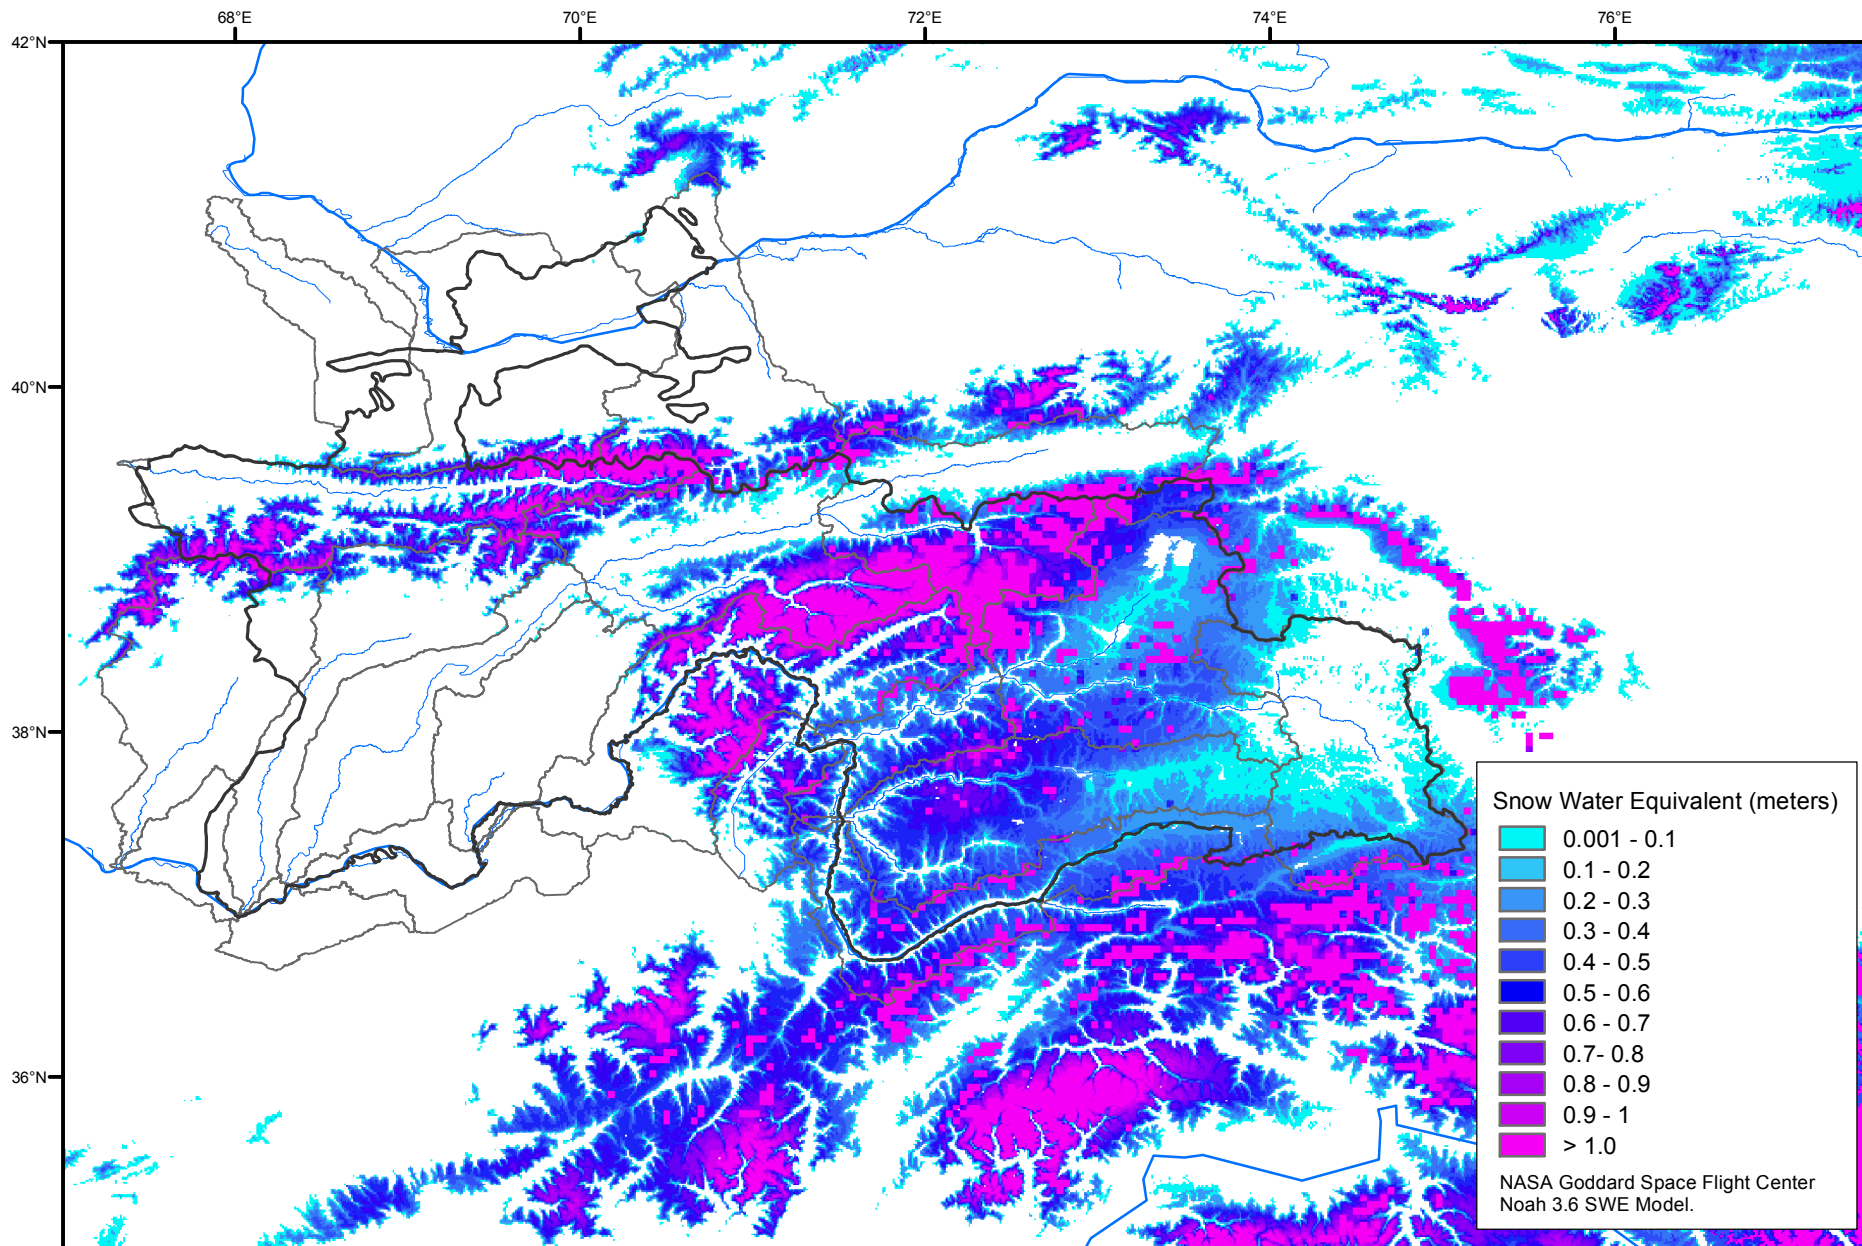 68°E
70°E
72°E
74°E
76°E
42°N
40°N
38°N
36°N
Snow Water Equivalent (meters)
0.001 - 0.1
0.1 - 0.2
0.2 - 0.3
0.3 - 0.4
0.4 - 0.5
0.5 - 0.6
0.6 - 0.7
0.7- 0.8
0.8 - 0.9
0.9 - 1
> 1.0
NASA Goddard Space Flight Center
Noah 3.6 SWE Model.